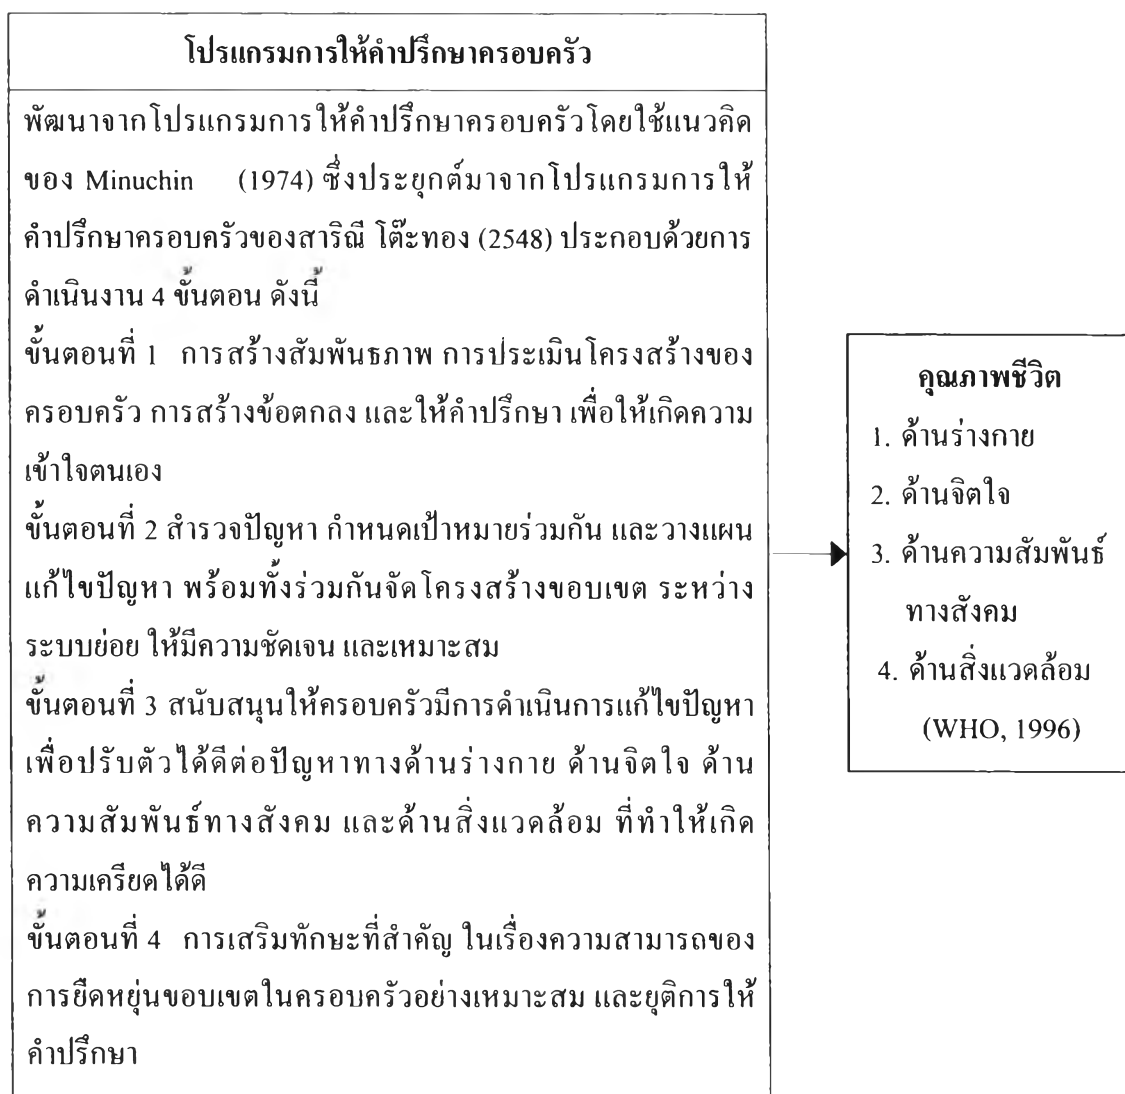 โปรแกรมการให้คำปรึกษาครอบครัว
พัฒนาจากโปรแกรมการให้คำปรึกษาครอบครัวโดยใช้แนวคิด
ของ Minuchin (1974) ซึ่งประยุกต์มาจากโปรแกรมการให้
คำปรึกษาครอบครัวของสาริณี โต๊ะทอง (2548) ประกอบด้วยการ
ดำเนินงาน 4 ขั้นตอน ดังนี้
ขั้นตอนที่ 1 การสร้างสัมพันธภาพ การประเมินโครงสร้างของ
ครอบครัว การสร้างข้อตกลง และให้คำปรึกษา เพื่อให้เกิดความ
เข้าใจตนเอง
ขั้นตอนที่ 2 สำรวจปัญหา กำหนดเป้าหมายร่วมกัน และวางแผน
แก้ไขปัญหา พร้อมทั้งร่วมกันจัดโครงสร้างขอบเขต ระหว่าง
ระบบย่อย ให้มีความชัดเจน และเหมาะสม
ขั้นตอนที่ 3 สนับสนุนให้ครอบครัวมีการดำเนินการแก้ไขปัญหา
เพื่อปรับตัวได้ดีต่อปัญหาทางด้านร่างกาย ด้านจิตใจ ด้าน
ความสัมพันธ์ทางสังคม และด้านสิ่งแวดล้อม ที่ทำให้เกิด
ความเครียดได้ดี
ขั้นตอนที่ 4 การเสริมทักษะที่สำคัญ ในเรื่องความสามารถของ
การยืดหยุ่นขอบเขตในครอบครัวอย่างเหมาะสม และยุติการให้
คำปรึกษา
คุณภาพชีวิต
1. ด้านร่างกาย
2. ด้านจิตใจ
3. ด้านความสัมพันธ์
ทางสังคม
4. ด้านสิ่งแวดล้อม
(WHO, 1996)